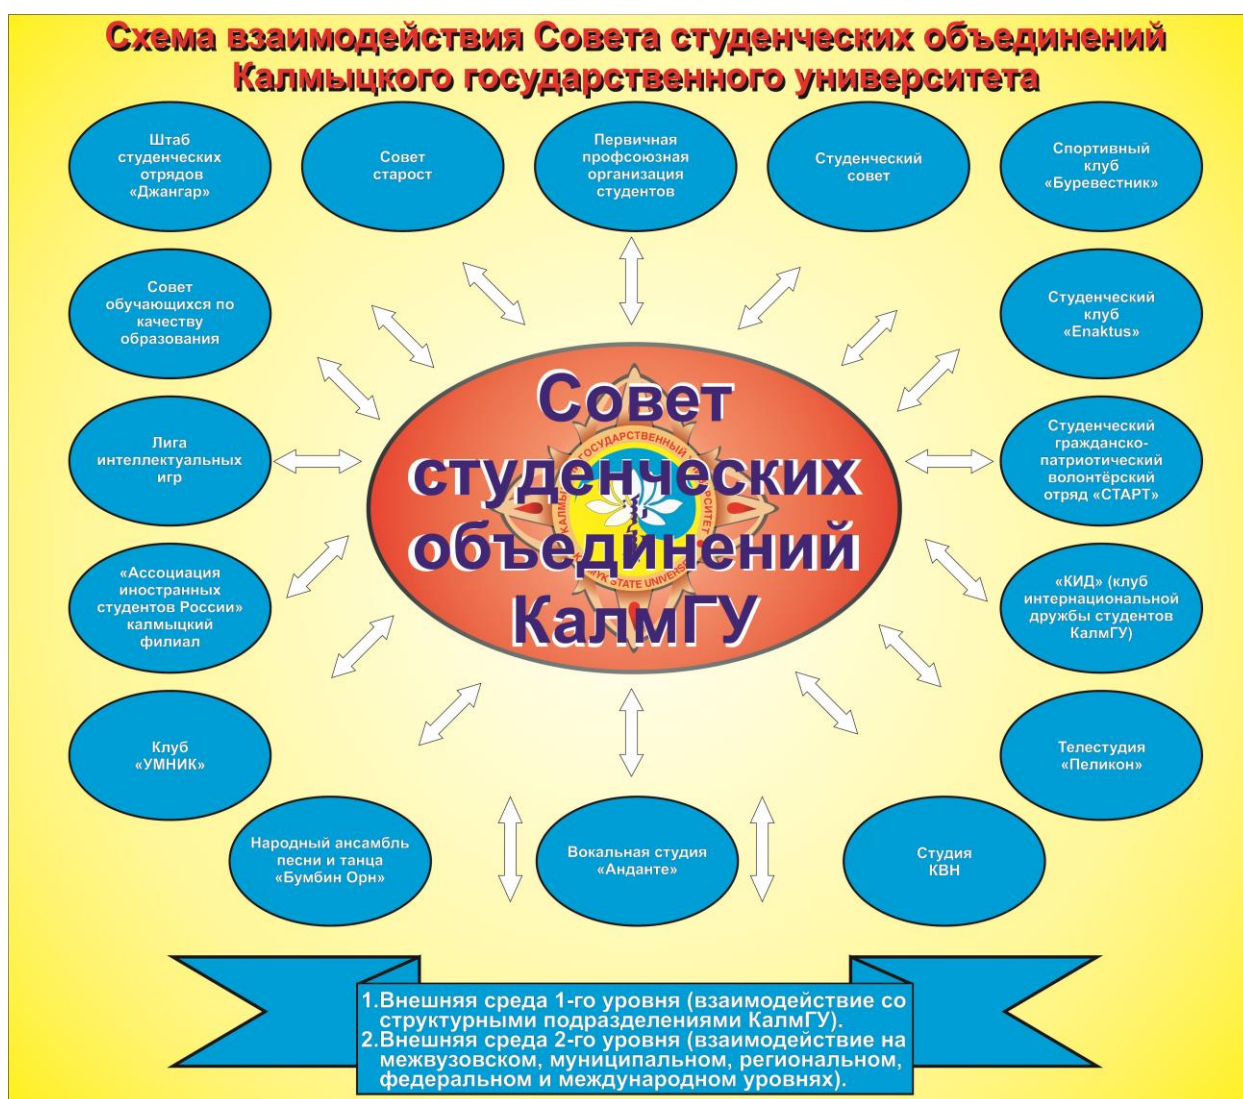 Схема взаимодействия Совета студенческих объединений
Калмыцкого государственного университета
Штаб
студенческих
отрядов
«Джангар»
Совет
старост
Первичная
профсоюзная
организация
студентов
Студенческий
совет
Спортивный
клуб
«Буревестник»
Совет
обучающихся по
качеству
образования
Студенческий
клуб
«Enaktus»
Лига
интеллектуальных
игр
Студенческий
гражданско-
патриотический
волонтёрский
отряд «СТАРТ»
Совет
студенческих
объединений
КалмГУ
«Ассоциация
иностранных
студентов России»
калмыцкий
филиал
«КИД» (клуб
интернациональной
дружбы студентов
КалмГУ)
Клуб
«УМНИК»
Телестудия
«Пеликон»
Народный ансамбль
песни и танца
«Бумбин Орн»
Вокальная студия
«Анданте»
Студия
КВН
1.Внешняя среда 1-го уровня (взаимодействие со
структурными подразделениями КалмГУ).
2.Внешняя среда 2-го уровня (взаимодействие на
межвузовском, муниципальном, региональном,
федеральном и международном уровнях).